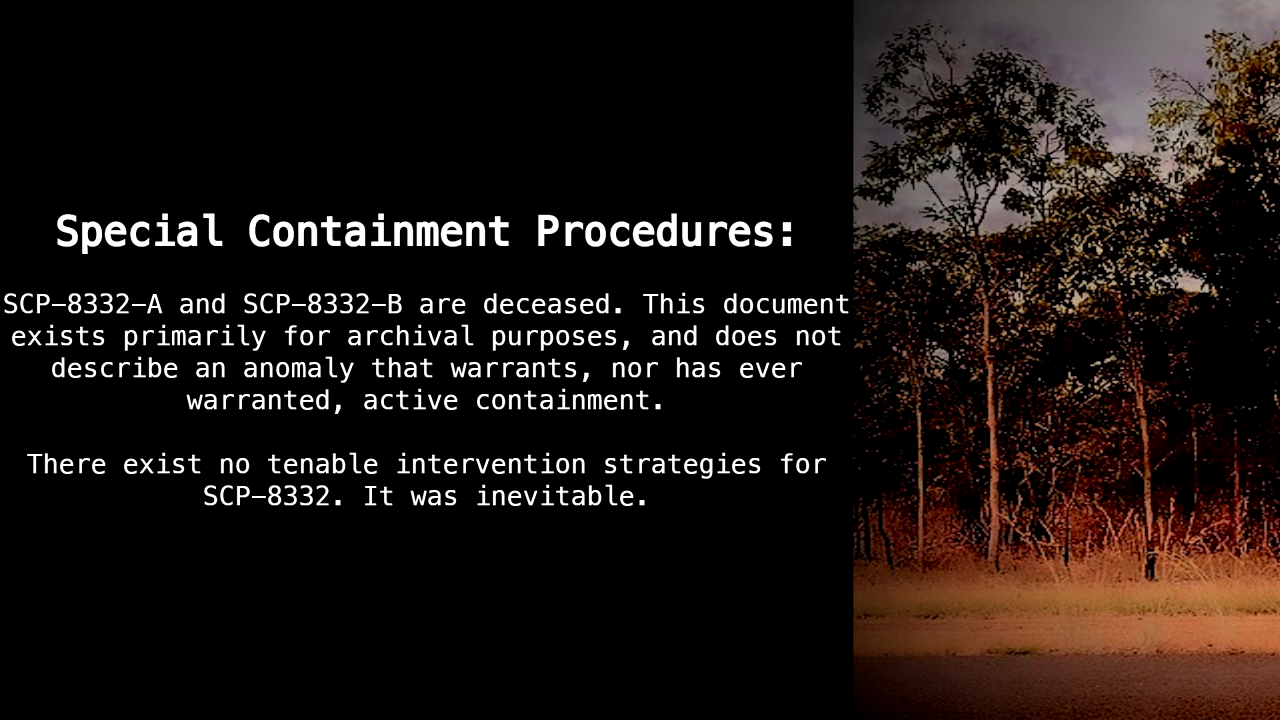 Special Containment Procedures:
SCP–8332–A and SCP–8332–B are deceased. This document
exists primarily for archival purposes, and does not
describe an anomaly that warrants, nor has ever
warranted, active containment.
There exist no tenable intervention strategies for
SCP–8332. It was inevitable.